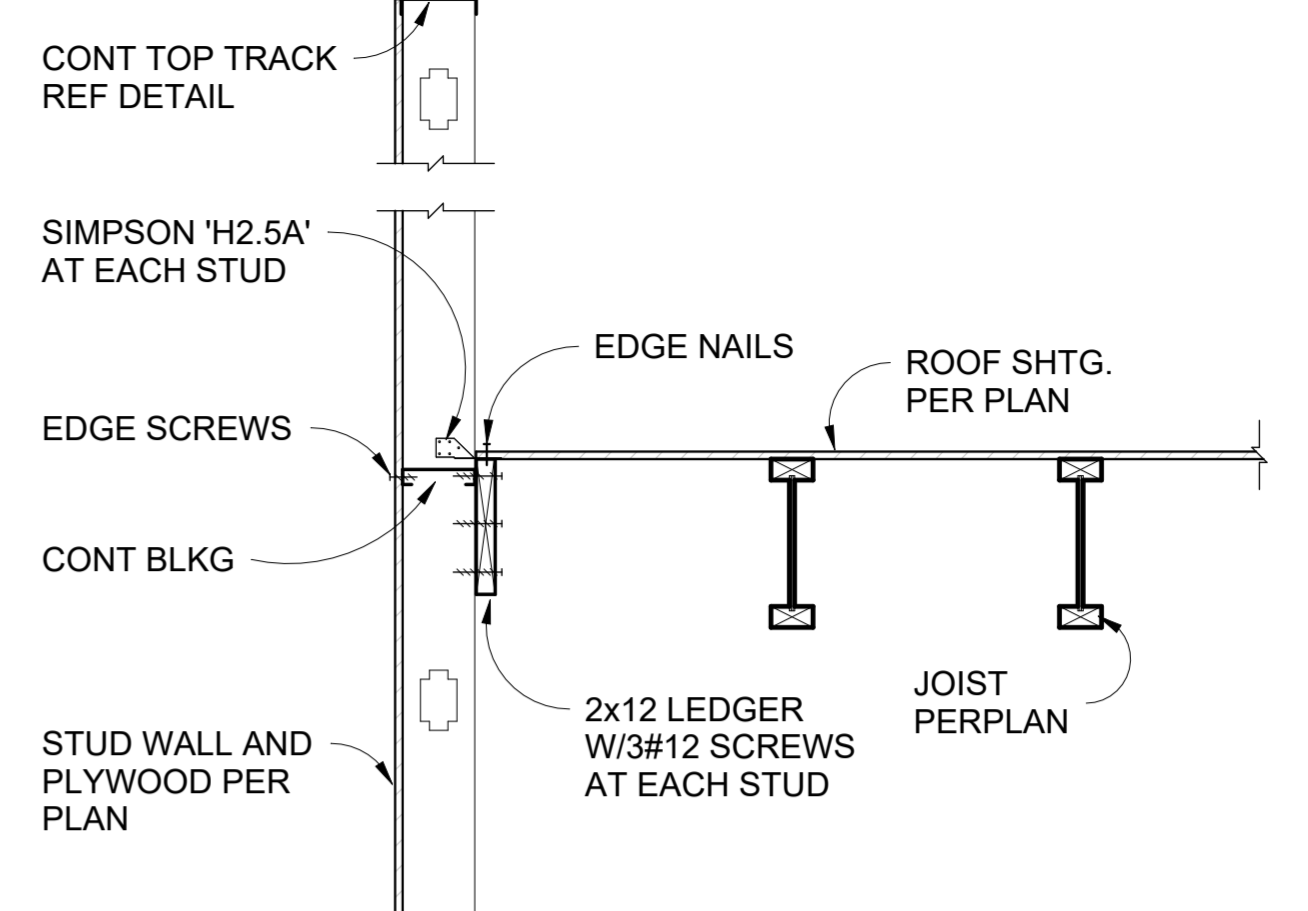 CONT TOP TRACK
REF DETAIL
SIMPSON 'H2.5A'
AT EACH STUD
EDGE NAILS
ROOF SHTG.
PER PLAN
EDGE SCREWS
CONT BLKG
JOIST
PERPLAN
2x12 LEDGER
W/3#12 SCREWS
AT EACH STUD
STUD WALL AND
PLYWOOD PER
PLAN